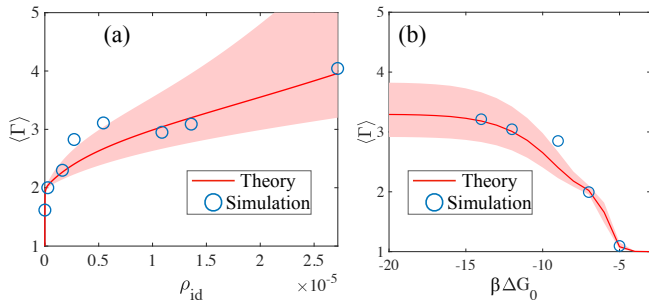 (a)
5
4
3
2
1
⟨Γ⟩
0 0.5 1 1.5 2 2.5
×10⁻⁵
ρ_id
Theory
Simulation
(b)
5
4
3
2
1
⟨Γ⟩
-20 -15 -10 -5
βΔG₀
Theory
Simulation